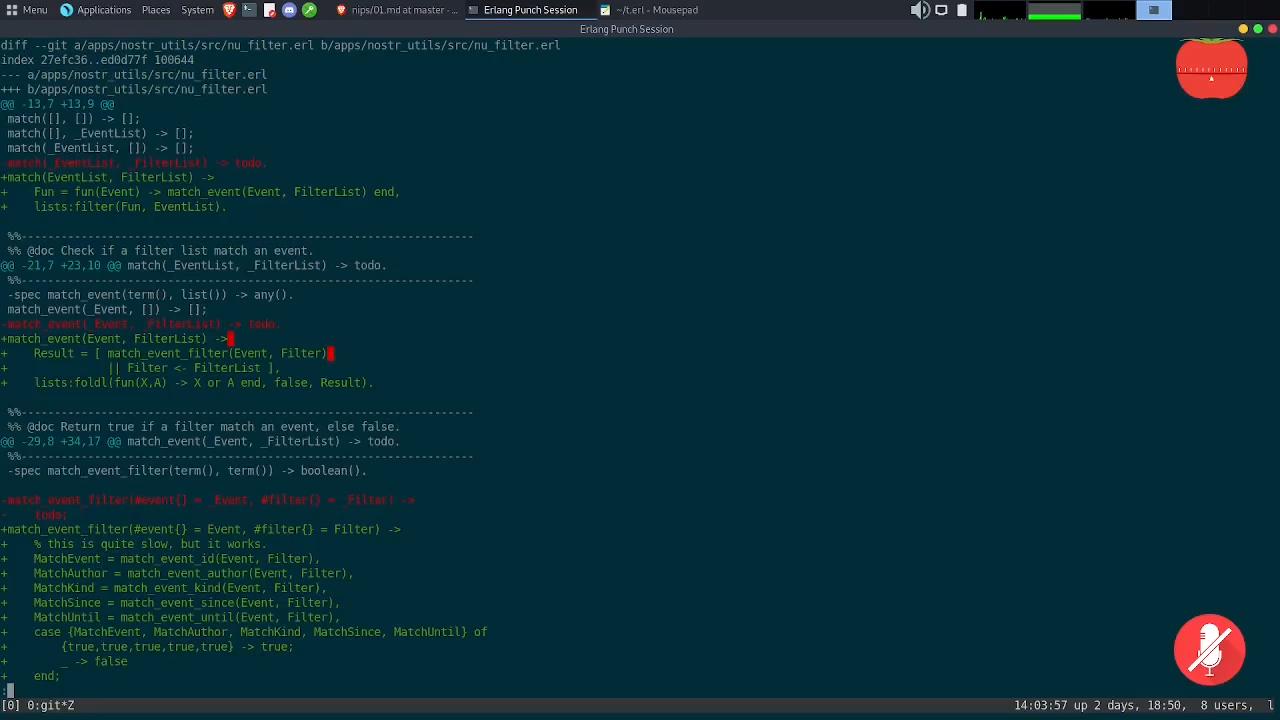 Menu Applications Places System nips/01.md at master - ... Erlang Punch Session ~/t.erl - Mousepad
Erlang Punch Session
diff --git a/apps/nostr_utils/src/nu_filter.erl b/apps/nostr_utils/src/nu_filter.erl
index 27efc36..ed0d77f 100644
--- a/apps/nostr_utils/src/nu_filter.erl
+++ b/apps/nostr_utils/src/nu_filter.erl
@@ -13,7 +13,9 @@
 match([], []) -> [];
 match([], _EventList) -> [];
 match(_EventList, []) -> [];
-match(_EventList, _FilterList) -> todo.
+match(EventList, FilterList) ->
+    Fun = fun(Event) -> match_event(Event, FilterList) end,
+    lists:filter(Fun, EventList).
 %%--------------------------------------------------------------------
 %% @doc Check if a filter list match an event.
@@ -21,7 +23,10 @@ match(_EventList, _FilterList) -> todo.
 %%--------------------------------------------------------------------
 -spec match_event(term(), list()) -> any().
 match_event(_Event, []) -> [];
-match_event(_Event, _FilterList) -> todo.
+match_event(Event, FilterList) ->
+    Result = [ match_event_filter(Event, Filter)
+               || Filter <- FilterList ],
+    lists:foldl(fun(X,A) -> X or A end, false, Result).
 %%--------------------------------------------------------------------
 %% @doc Return true if a filter match an event, else false.
@@ -29,8 +34,17 @@ match_event(_Event, _FilterList) -> todo.
 %%--------------------------------------------------------------------
 -spec match_event_filter(term(), term()) -> boolean().
-match_event_filter(#event{} = _Event, #filter{} = _Filter) ->
-    todo;
+match_event_filter(#event{} = Event, #filter{} = Filter) ->
+    % this is quite slow, but it works.
+    MatchEvent = match_event_id(Event, Filter),
+    MatchAuthor = match_event_author(Event, Filter),
+    MatchKind = match_event_kind(Event, Filter),
+    MatchSince = match_event_since(Event, Filter),
+    MatchUntil = match_event_until(Event, Filter),
+    case {MatchEvent, MatchAuthor, MatchKind, MatchSince, MatchUntil} of
+        {true,true,true,true,true} -> true;
+        _ -> false
+    end;
:
[0] 0:git*Z 14:03:57 up 2 days, 18:50, 8 users, l